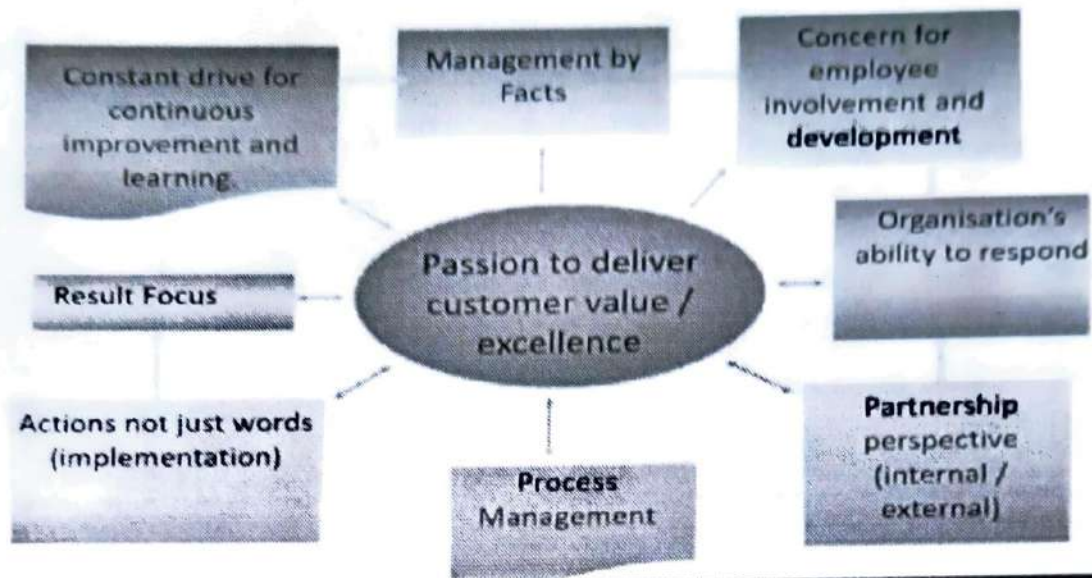 Constant drive for
continuous
improvement and
learning.
Management by
Facts
Concern for
employee
involvement and
development
Passion to deliver
customer value /
excellence
Organisation's
ability to respond
Result Focus
Actions not just words
(implementation)
Process
Management
Partnership
perspective
(internal /
external)